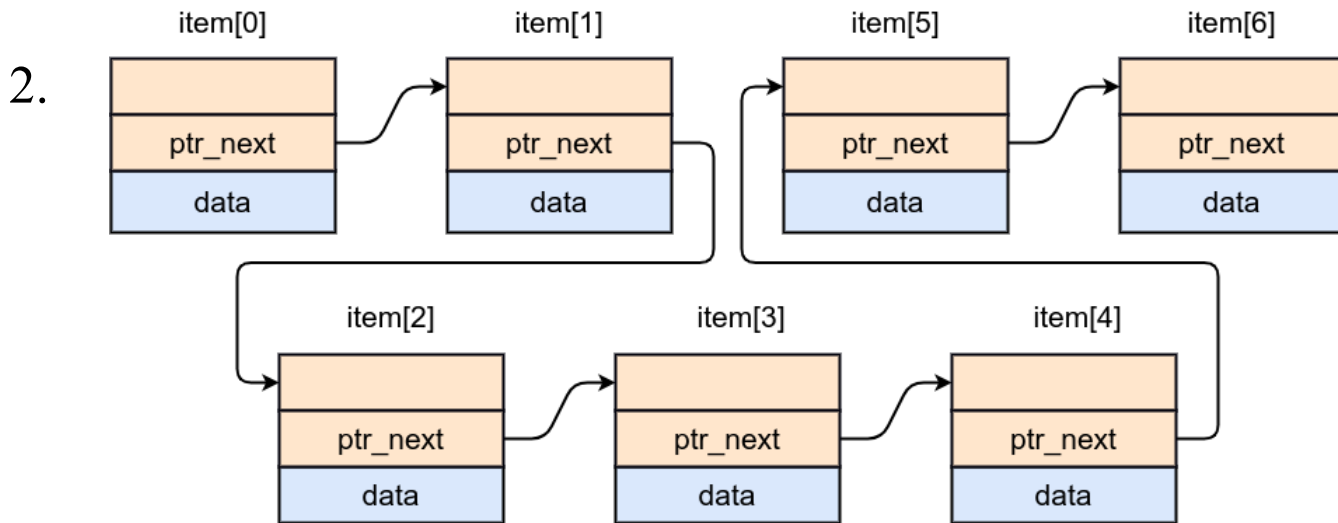 item[0] item[1] item[5] item[6]
2.
ptr_next ptr_next ptr_next ptr_next
data data data data
item[2] item[3] item[4]
ptr_next ptr_next ptr_next
data data data